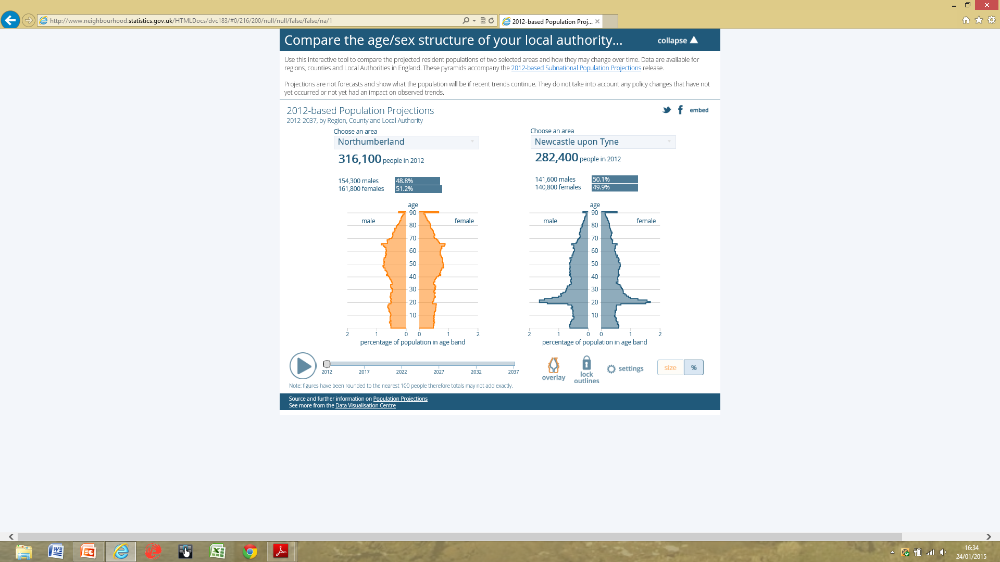 http://www.neighbourhood.statistics.gov.uk/HTMLDocs/dvc183/#0/216/200/null/null/false/false/na/1
2012-based Population Proj...
Compare the age/sex structure of your local authority...
collapse
Use this interactive tool to compare the projected resident populations of two selected areas and how they may change over time. Data are available for
regions, counties and Local Authorities in England. These pyramids accompany the 2012-based Subnational Population Projections release.
Projections are not forecasts and show what the population will be if recent trends continue. They do not take into account any policy changes that have not
yet occurred or not yet had an impact on observed trends.
2012-based Population Projections
embed
2012-2037, by Region, County and Local Authority
Choose an area
Northumberland
316,100 people in 2012
154,300 males 48.8%
161,800 females 51.2%
age
male
female
90
80
70
60
50
40
30
20
10
2 1 0 0 1 2
percentage of population in age band
Choose an area
Newcastle upon Tyne
282,400 people in 2012
141,600 males 50.1%
140,800 females 49.9%
age
male
female
90
80
70
60
50
40
30
20
10
2 1 0 0 1 2
percentage of population in age band
2012 2017 2022 2027 2032 2037
overlay
lock
outlines
settings
size
%
Note: figures have been rounded to the nearest 100 people therefore totals may not add exactly.
Source and further information on Population Projections
See more from the Data Visualisation Centre
16:34
24/01/2015